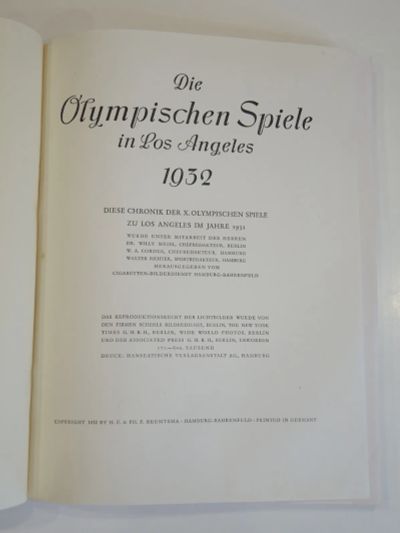 Die
Olympischen Spiele
in Los Angeles
1932
DIESE CHRONIK DER X. OLYMPISCHEN SPIELE
ZU LOS ANGELES IM JAHRE 1932
WURDE UNTER MITARBEIT DER HERREN
DR. WILLY MEISL, CHEFREDAKTEUR, BERLIN
CHEFREDAKTEUR, HAMBURG
WALTER RICHTER, SPORTREDAKTEUR, HAMBURG
HERAUSGEGEBEN VOM
CIGARETTEN-BILDERDIENST HAMBURG-BAHRENFELD
DAS REPRODUKTIONSRECHT DER LICHTBILDER WURDE VON
DEN FIRMEN SCHERLS BILDERDIENST, BERLIN, THE NEW YORK
TIMES G. M. B. H., BERLIN, WIDE WORLD PHOTOS, BERLIN
UND DER ASSOCIATED PRESS G. M. B. H., BERLIN, ERWORBEN
TAUSEND
DRUCK: HANSEATISCHE VERLAGSANSTALT AG, HAMBURG
COPYRIGHT 1932 BY H. F. & PH. F. REEMTSMA · HAMBURG-BAHRENFELD · PRINTED IN GERMANY